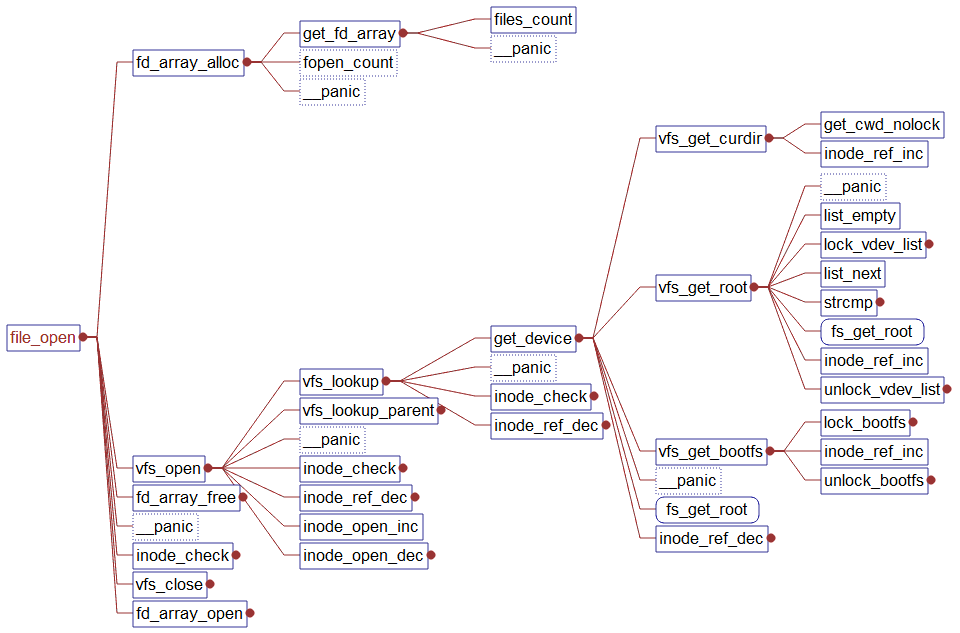 file_open
fd_array_alloc
get_fd_array
files_count
__panic
fopen_count
__panic
vfs_open
vfs_lookup
get_device
vfs_get_curdir
get_cwd_nolock
inode_ref_inc
vfs_get_root
__panic
list_empty
lock_vdev_list
list_next
strcmp
fs_get_root
inode_ref_inc
unlock_vdev_list
vfs_get_bootfs
lock_bootfs
inode_ref_inc
unlock_bootfs
__panic
fs_get_root
inode_ref_dec
__panic
inode_check
inode_ref_dec
vfs_lookup_parent
__panic
inode_check
inode_ref_dec
inode_open_inc
inode_open_dec
fd_array_free
__panic
inode_check
vfs_close
fd_array_open